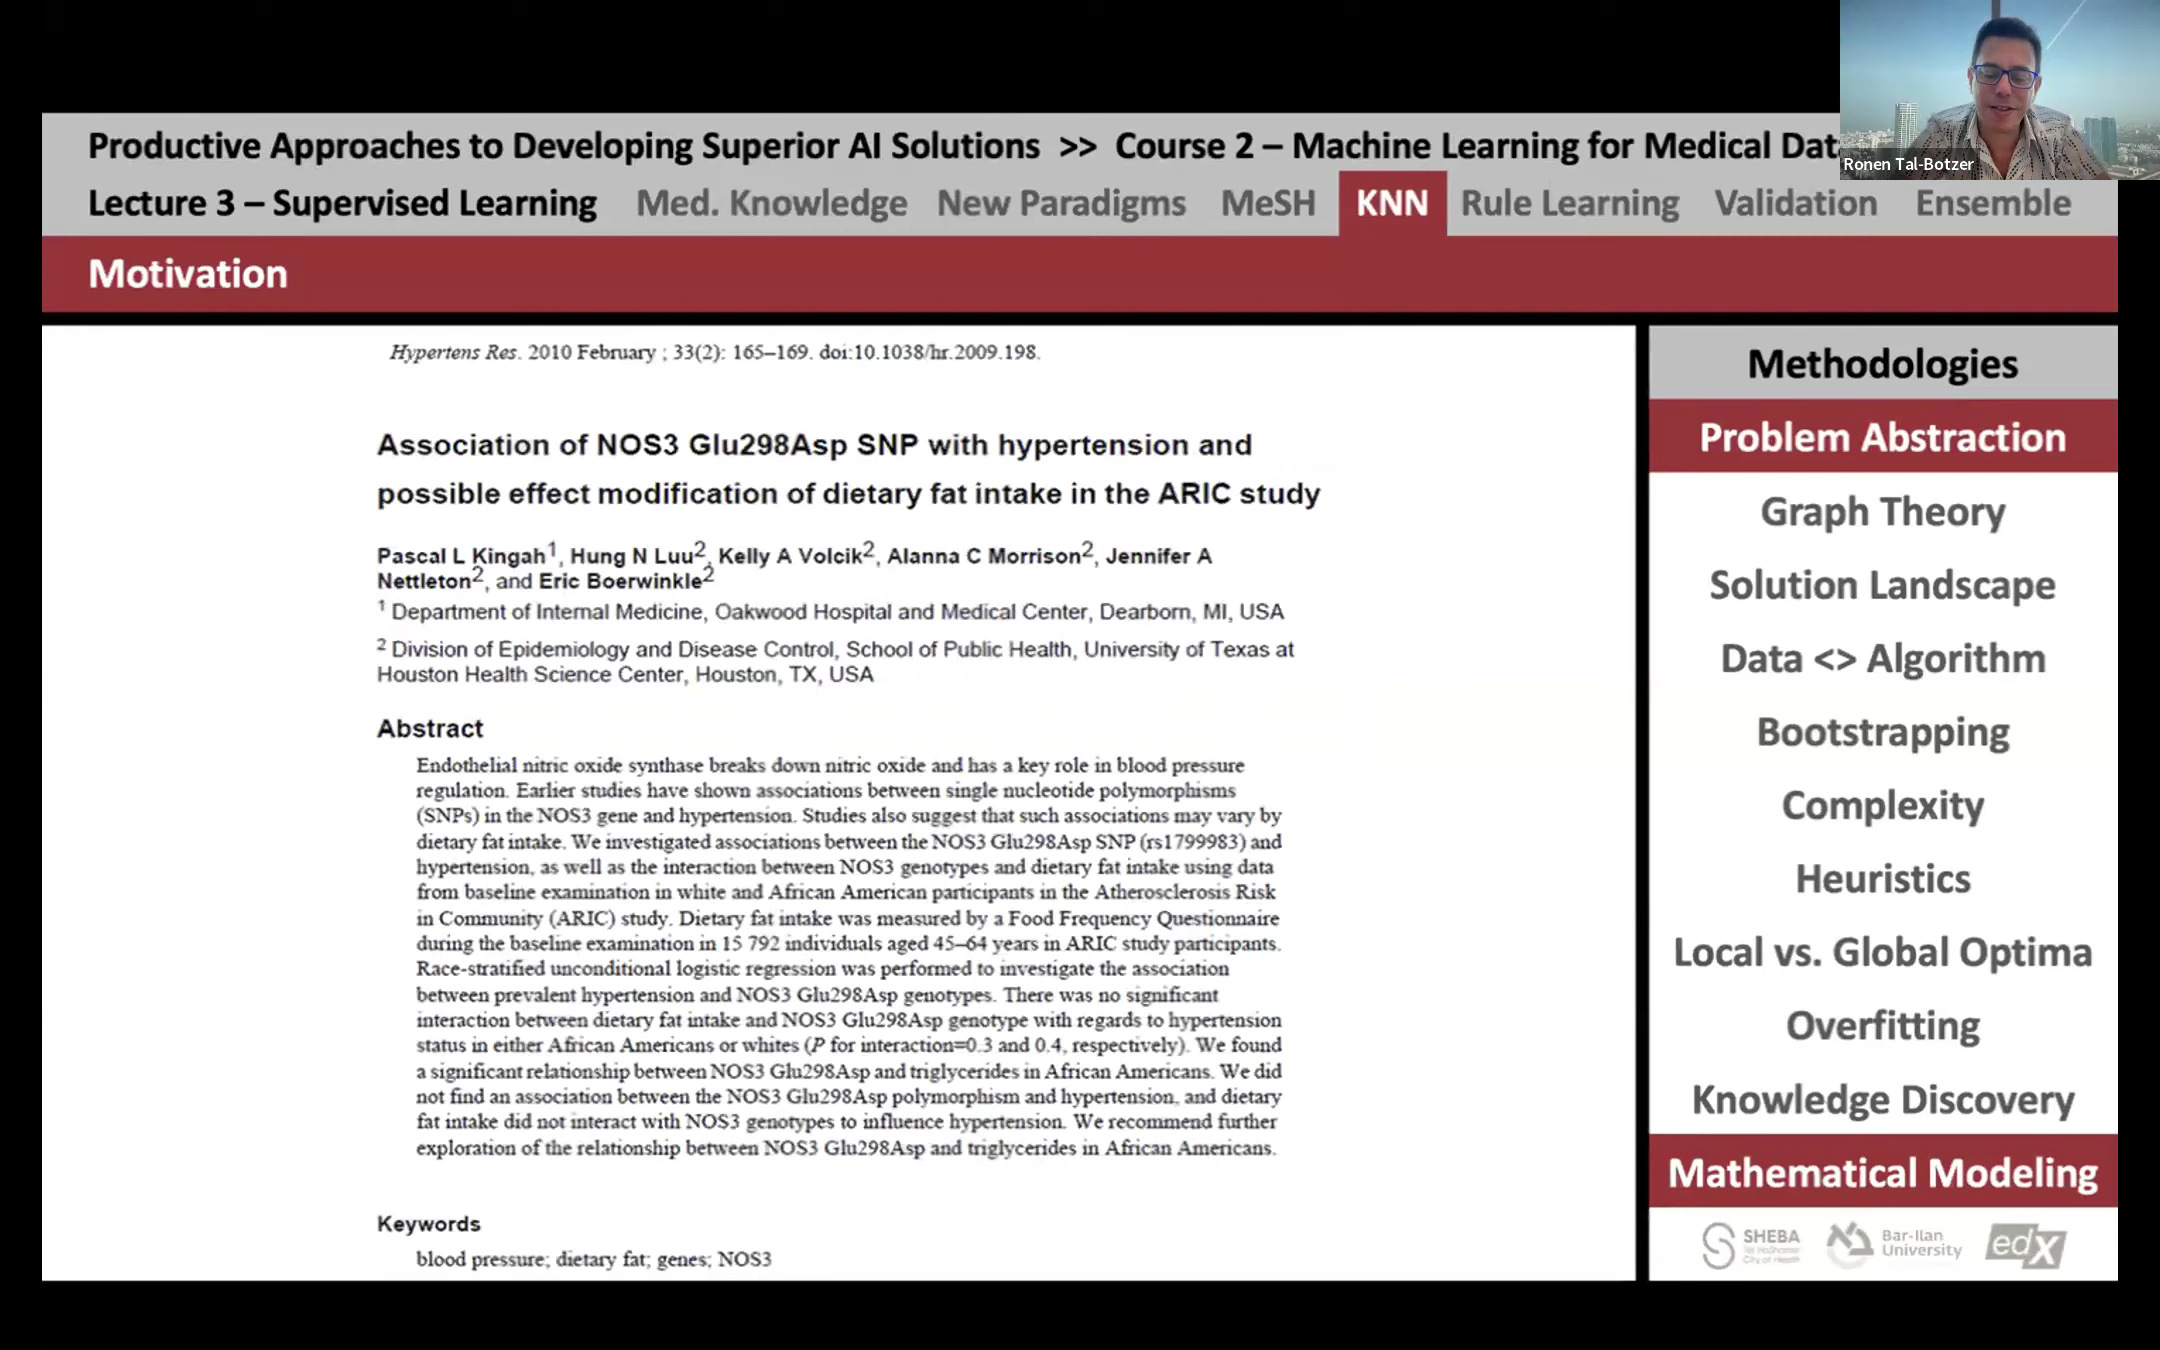 Productive Approaches to Developing Superior AI Solutions >> Course 2 – Machine Learning for Medical Dat
Ronen Tal-Botzer
Lecture 3 – Supervised Learning Med. Knowledge New Paradigms MeSH KNN Rule Learning Validation Ensemble
Motivation
Hypertens Res. 2010 February ; 33(2): 165–169. doi:10.1038/hr.2009.198.
Association of NOS3 Glu298Asp SNP with hypertension and
possible effect modification of dietary fat intake in the ARIC study
Pascal L Kingah1, Hung N Luu2, Kelly A Volcik2, Alanna C Morrison2, Jennifer A
Nettleton2, and Eric Boerwinkle2
1 Department of Internal Medicine, Oakwood Hospital and Medical Center, Dearborn, MI, USA
2 Division of Epidemiology and Disease Control, School of Public Health, University of Texas at
Houston Health Science Center, Houston, TX, USA
Abstract
Endothelial nitric oxide synthase breaks down nitric oxide and has a key role in blood pressure
regulation. Earlier studies have shown associations between single nucleotide polymorphisms
(SNPs) in the NOS3 gene and hypertension. Studies also suggest that such associations may vary by
dietary fat intake. We investigated associations between the NOS3 Glu298Asp SNP (rs1799983) and
hypertension, as well as the interaction between NOS3 genotypes and dietary fat intake using data
from baseline examination in white and African American participants in the Atherosclerosis Risk
in Community (ARIC) study. Dietary fat intake was measured by a Food Frequency Questionnaire
during the baseline examination in 15 792 individuals aged 45–64 years in ARIC study participants.
Race-stratified unconditional logistic regression was performed to investigate the association
between prevalent hypertension and NOS3 Glu298Asp genotypes. There was no significant
interaction between dietary fat intake and NOS3 Glu298Asp genotype with regards to hypertension
status in either African Americans or whites (P for interaction=0.3 and 0.4, respectively). We found
a significant relationship between NOS3 Glu298Asp and triglycerides in African Americans. We did
not find an association between the NOS3 Glu298Asp polymorphism and hypertension, and dietary
fat intake did not interact with NOS3 genotypes to influence hypertension. We recommend further
exploration of the relationship between NOS3 Glu298Asp and triglycerides in African Americans.
Keywords
blood pressure; dietary fat; genes; NOS3
Methodologies
Problem Abstraction
Graph Theory
Solution Landscape
Data <> Algorithm
Bootstrapping
Complexity
Heuristics
Local vs. Global Optima
Overfitting
Knowledge Discovery
Mathematical Modeling
SHEBA
Tel HaShomer
City of Health
Bar-Ilan
University
edX